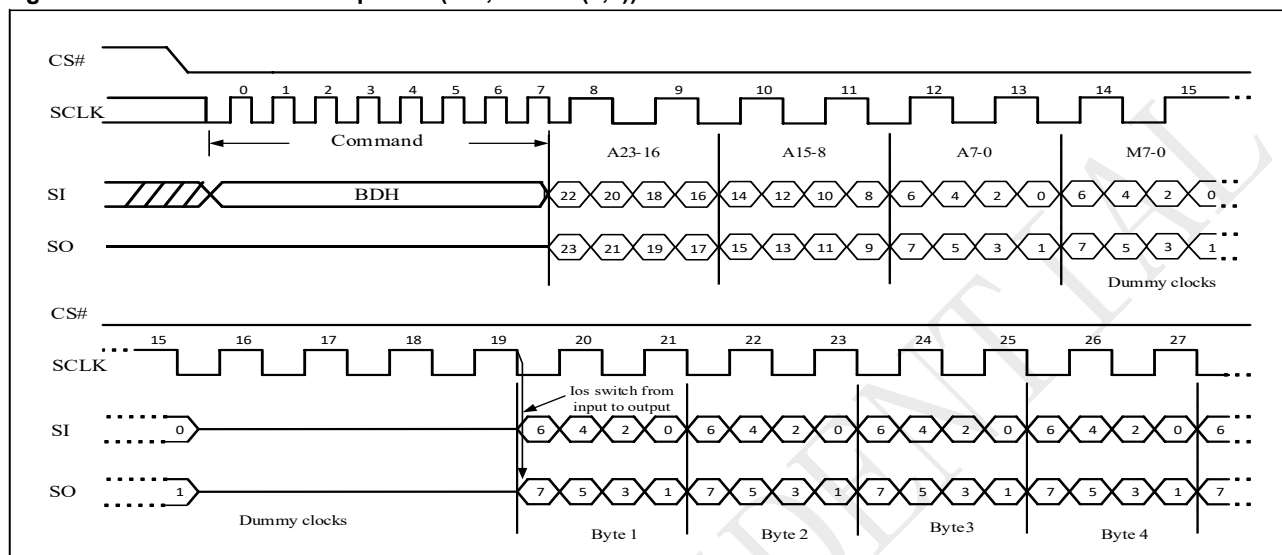 CS#
SCLK
0 1 2 3 4 5 6 7 8 9 10 11 12 13 14 15
Command
A23-16 A15-8 A7-0 M7-0
SI
BDH
22 20 18 16 14 12 10 8 6 4 2 0 6 4 2 0
SO
23 21 19 17 15 13 11 9 7 5 3 1 7 5 3 1
Dummy clocks
CS#
15 16 17 18 19 20 21 22 23 24 25 26 27
SCLK
Ios switch from
input to output
SI
0 6 4 2 0 6 4 2 0 6 4 2 0 6 4 2 0 6
SO
1 7 5 3 1 7 5 3 1 7 5 3 1 7 5 3 1 7
Dummy clocks
Byte 1 Byte 2 Byte3 Byte 4